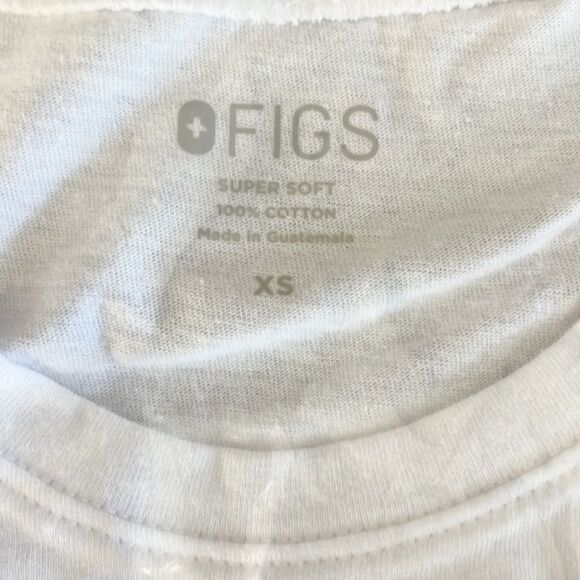 FIGS
SUPER SOFT
100% COTTON
Made in Guatemala
XS